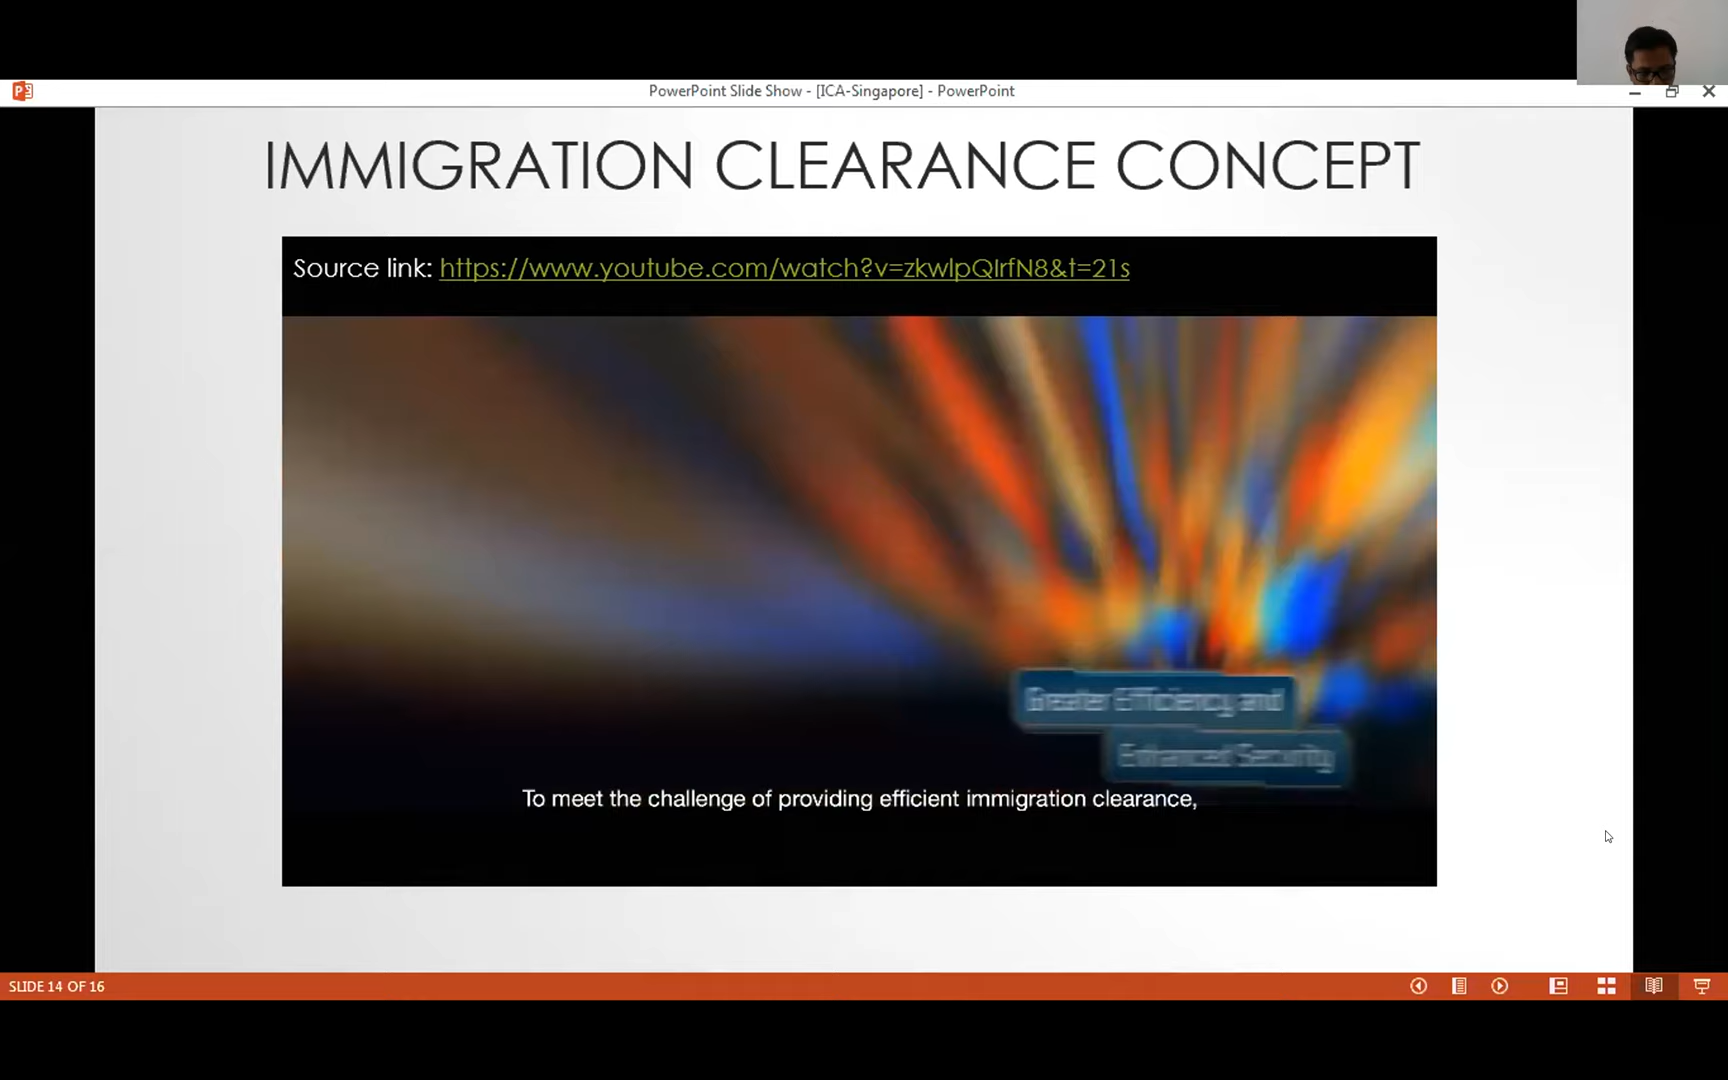 PowerPoint Slide Show - [ICA-Singapore] - PowerPoint
IMMIGRATION CLEARANCE CONCEPT
Source link: https://www.youtube.com/watch?v=zkwlpQIrfN8&t=21s
Greater Efficiency and
Enhanced Security
To meet the challenge of providing efficient immigration clearance,
SLIDE 14 OF 16